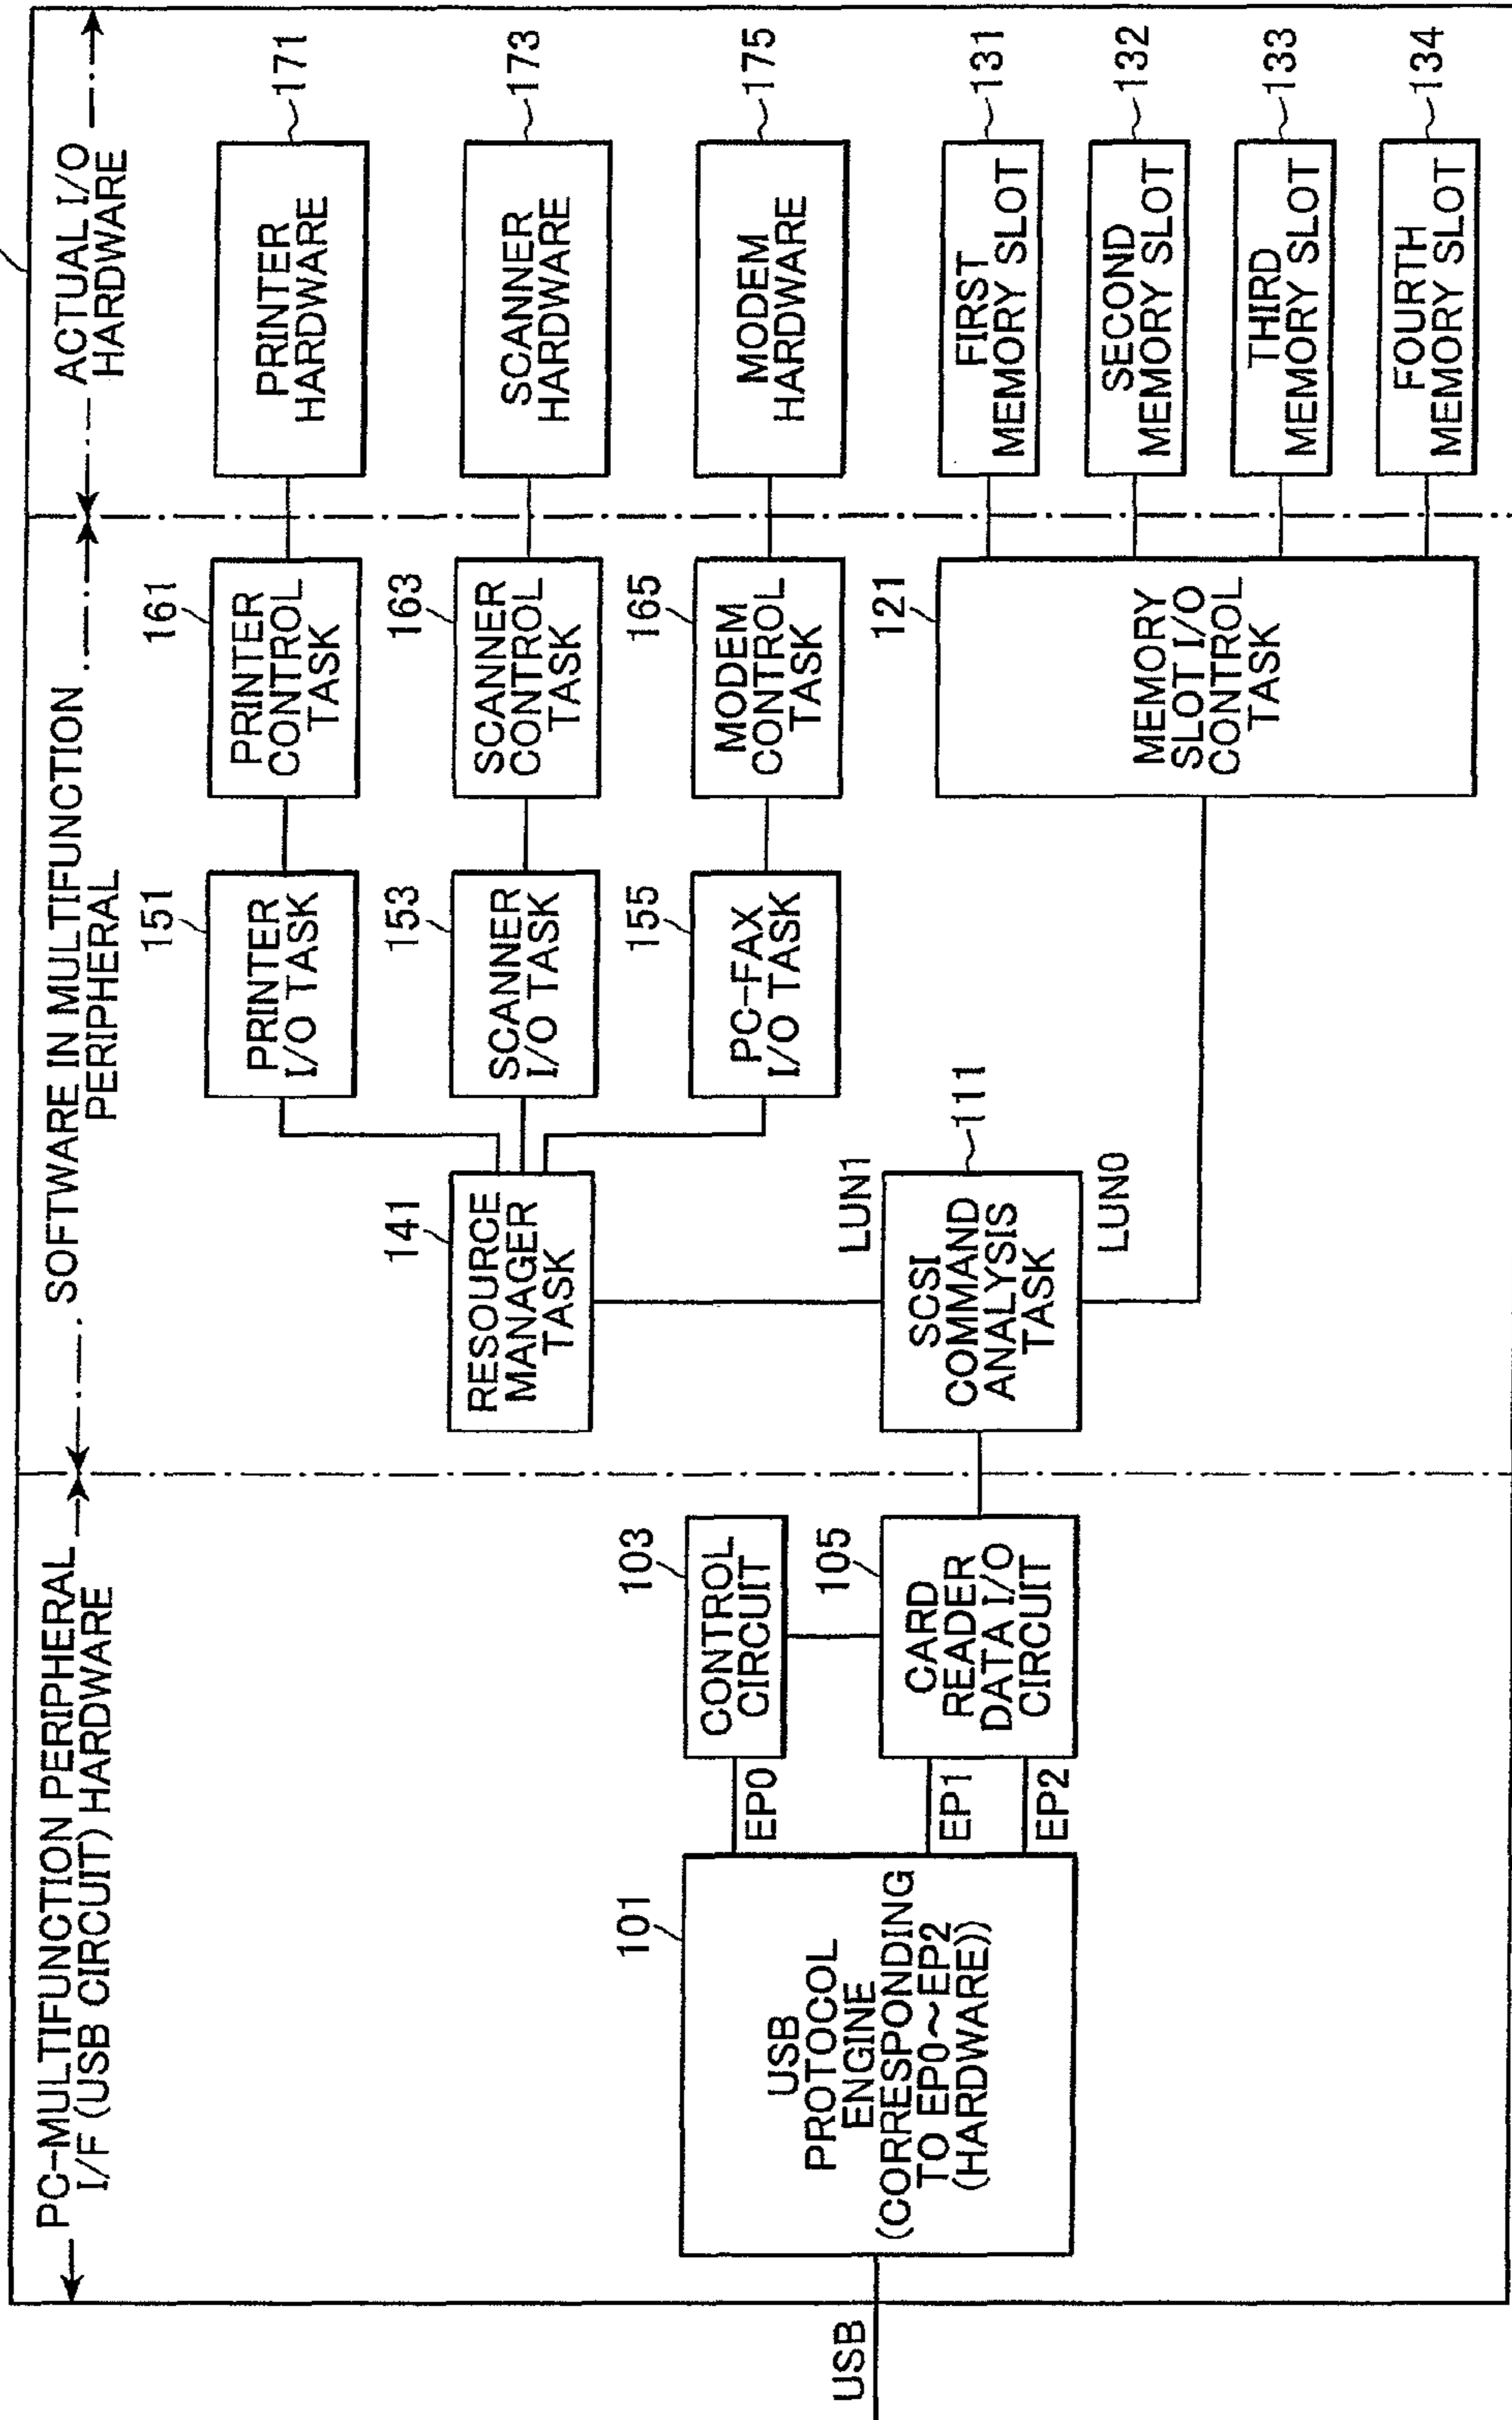 PC-MULTIFUNCTION PERIPHERAL
I/F (USB CIRCUIT) HARDWARE
SOFTWARE IN MULTIFUNCTION
PERIPHERAL
ACTUAL I/O
HARDWARE
USB
101
USB
PROTOCOL
ENGINE
(CORRESPONDING
TO EP0~EP2
(HARDWARE))
EP0
EP1
EP2
103
CONTROL
CIRCUIT
105
CARD
READER
DATA I/O
CIRCUIT
141
RESOURCE
MANAGER
TASK
LUN1
111
SCSI
COMMAND
ANALYSIS
TASK
LUN0
151
PRINTER
I/O TASK
153
SCANNER
I/O TASK
155
PC-FAX
I/O TASK
161
PRINTER
CONTROL
TASK
163
SCANNER
CONTROL
TASK
165
MODEM
CONTROL
TASK
121
MEMORY
SLOT I/O
CONTROL
TASK
PRINTER
HARDWARE
171
SCANNER
HARDWARE
173
MODEM
HARDWARE
175
FIRST
MEMORY SLOT
131
SECOND
MEMORY SLOT
132
THIRD
MEMORY SLOT
133
FOURTH
MEMORY SLOT
134